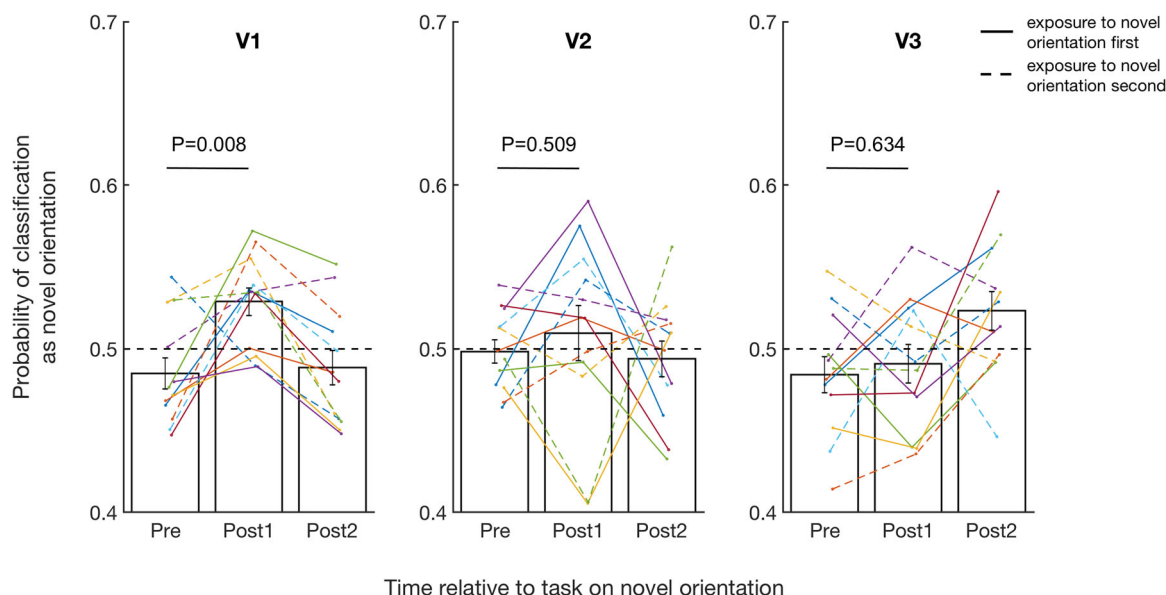 0.7
V1
P=0.008
0.6
0.5
0.4
Pre Post1 Post2
Probability of classification
as novel orientation
0.7
V2
P=0.509
0.6
0.5
0.4
Pre Post1 Post2
0.7
V3
P=0.634
0.6
0.5
0.4
Pre Post1 Post2
exposure to novel
orientation first
exposure to novel
orientation second
Time relative to task on novel orientation